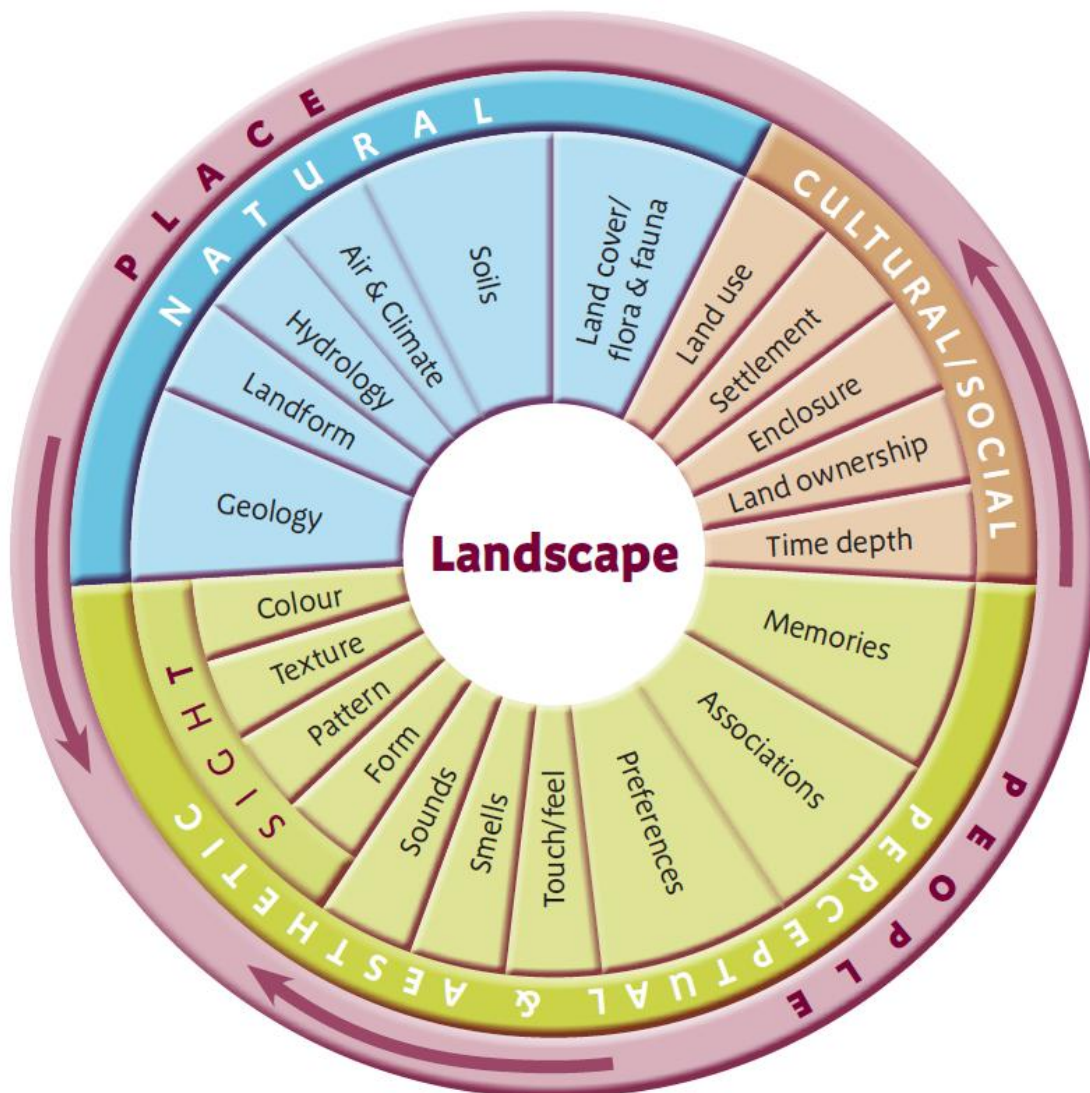 PLACE
NATURAL
CULTURAL/SOCIAL
Land cover/
flora & fauna
Soils
Air & Climate
Hydrology
Landform
Geology
Land use
Settlement
Enclosure
Land ownership
Time depth
Landscape
Colour
Texture
Pattern
Form
SIGHT
Sounds
Smells
Touch/feel
Preferences
Associations
Memories
PERCEPTUAL & AESTHETIC
PEOPLE